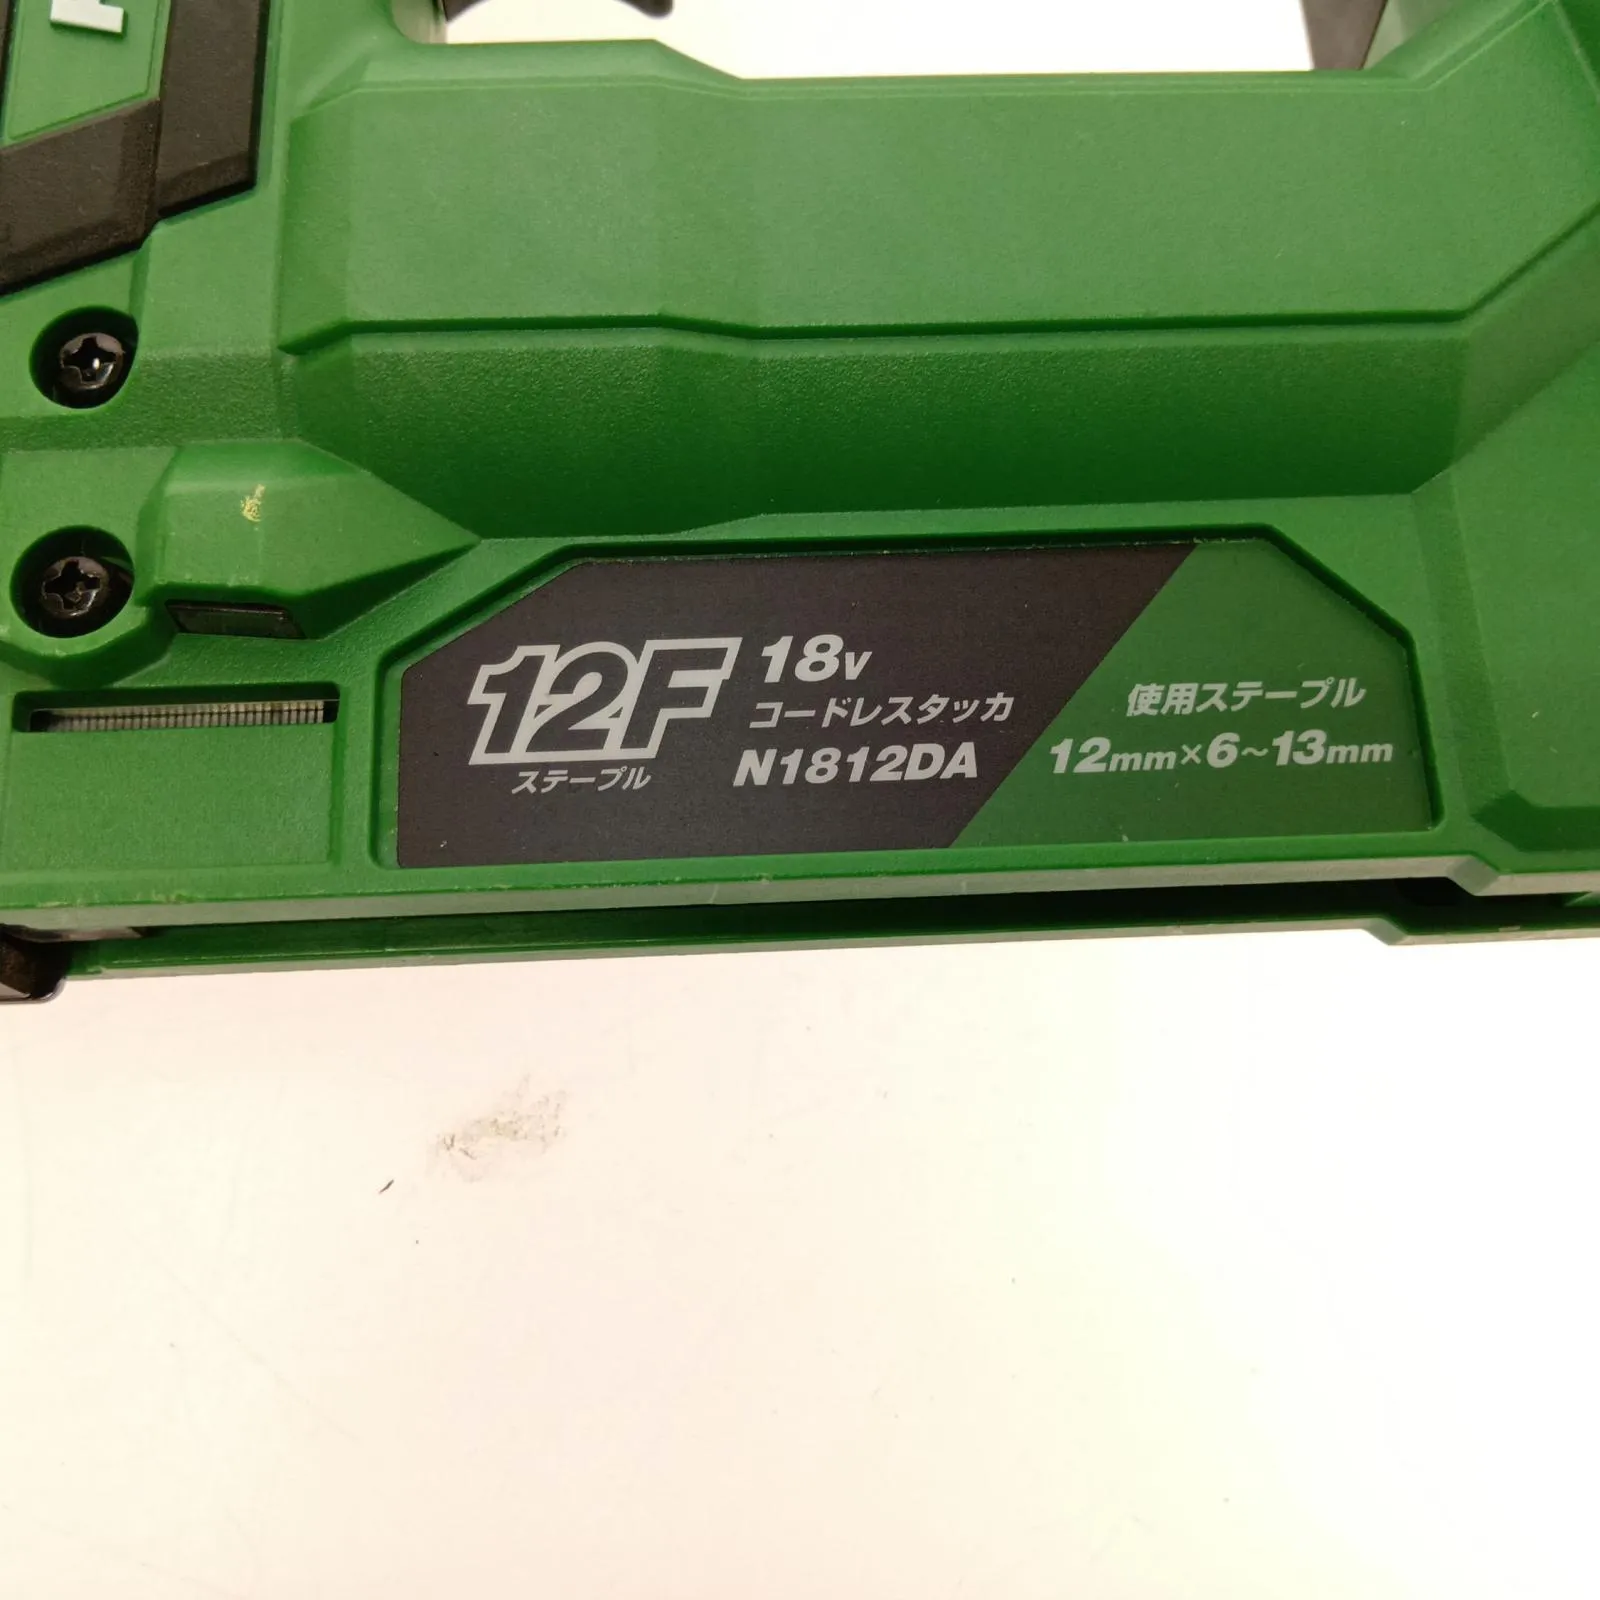 12F
ステープル
18v
コードレスタッカ
N1812DA
使用ステープル
12mm×6~13mm